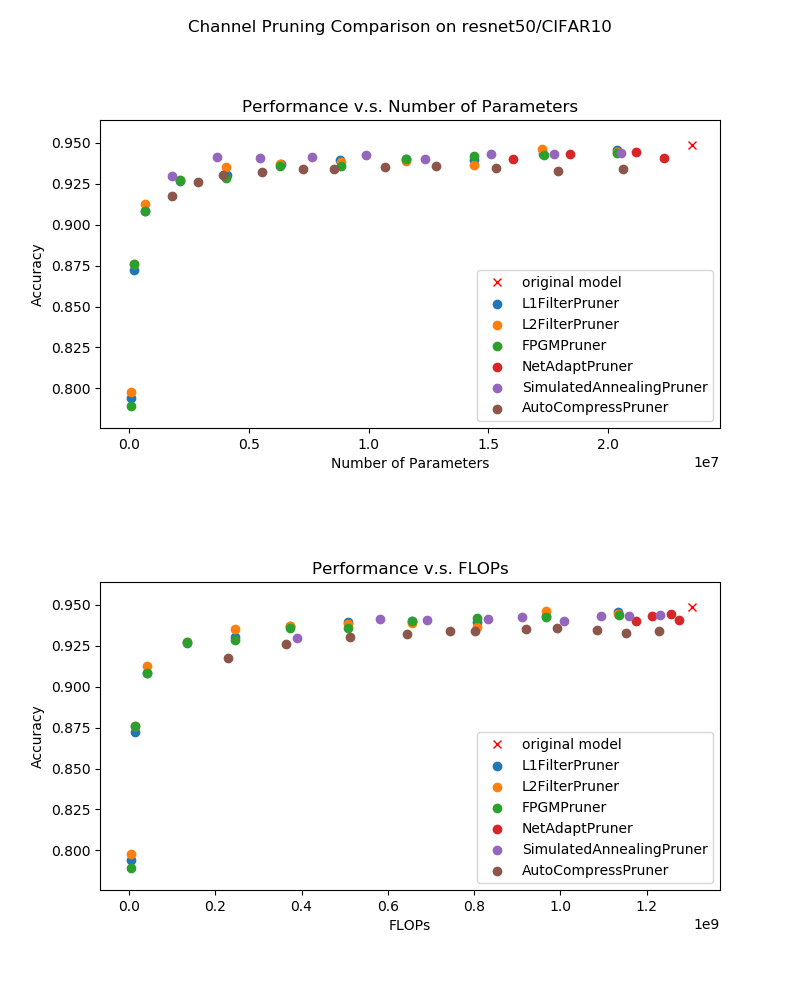 Channel Pruning Comparison on resnet50/CIFAR10
Performance v.s. Number of Parameters
0.950
0.925
0.900
0.875
0.850
0.825
0.800
Accuracy
original model
L1FilterPruner
L2FilterPruner
FPGMPruner
NetAdaptPruner
SimulatedAnnealingPruner
AutoCompressPruner
0.0 0.5 1.0 1.5 2.0
Number of Parameters
1e7
Performance v.s. FLOPs
0.950
0.925
0.900
0.875
0.850
0.825
0.800
Accuracy
original model
L1FilterPruner
L2FilterPruner
FPGMPruner
NetAdaptPruner
SimulatedAnnealingPruner
AutoCompressPruner
0.0 0.2 0.4 0.6 0.8 1.0 1.2
FLOPs
1e9